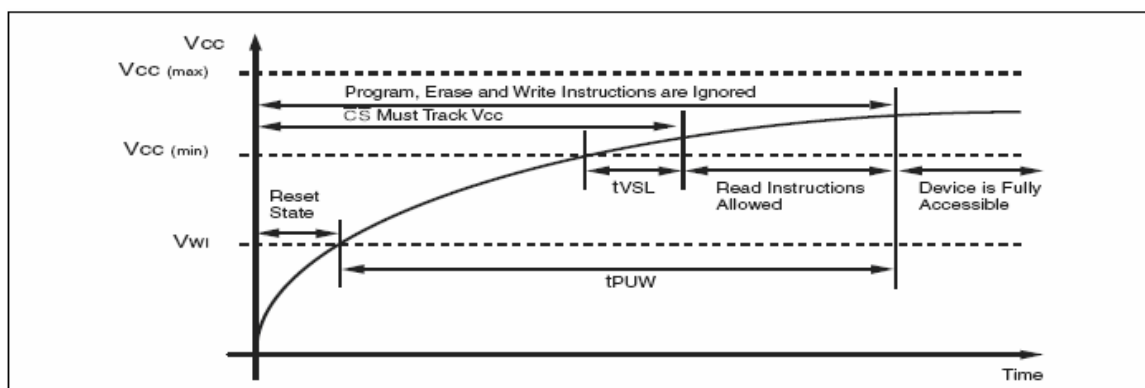 Vcc
Vcc (max)
Program, Erase and Write Instructions are Ignored
CS Must Track Vcc
Vcc (min)
tVSL
Read Instructions
Allowed
Device is Fully
Accessible
Reset
State
VWI
tPUW
Time